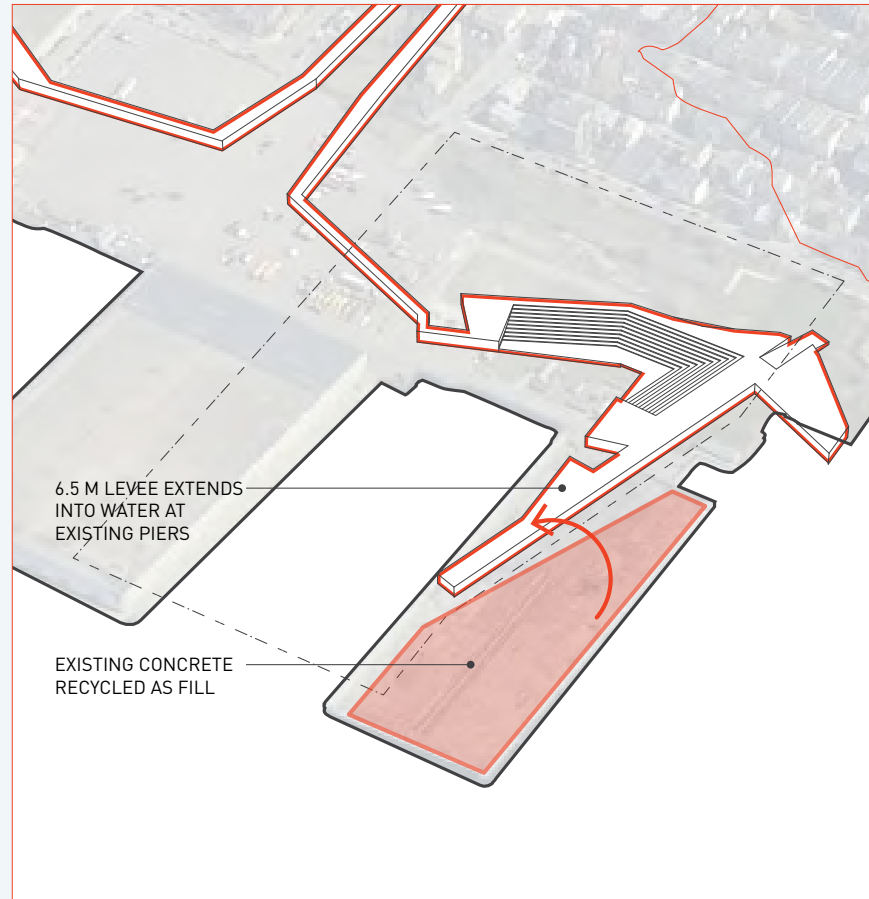 6.5 M LEVEE EXTENDS
INTO WATER AT
EXISTING PIERS
EXISTING CONCRETE
RECYCLED AS FILL